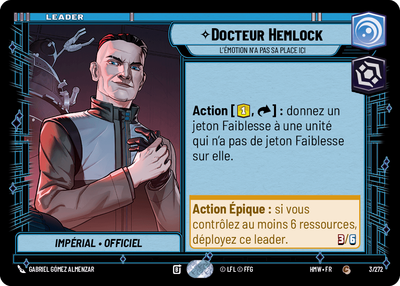 LEADER
✧DOCTEUR HEMLOCK
L'ÉMOTION N'A PAS SA PLACE ICI
Action [1, ] : donnez un
jeton Faiblesse à une unité
qui n'a pas de jeton Faiblesse
sur elle.
Action Épique : si vous
contrôlez au moins 6 ressources,
déployez ce leader.
3/6
IMPÉRIAL • OFFICIEL
GABRIEL GÓMEZ ALMENZAR
© LFL © FFG
HMW • FR
C
3/272